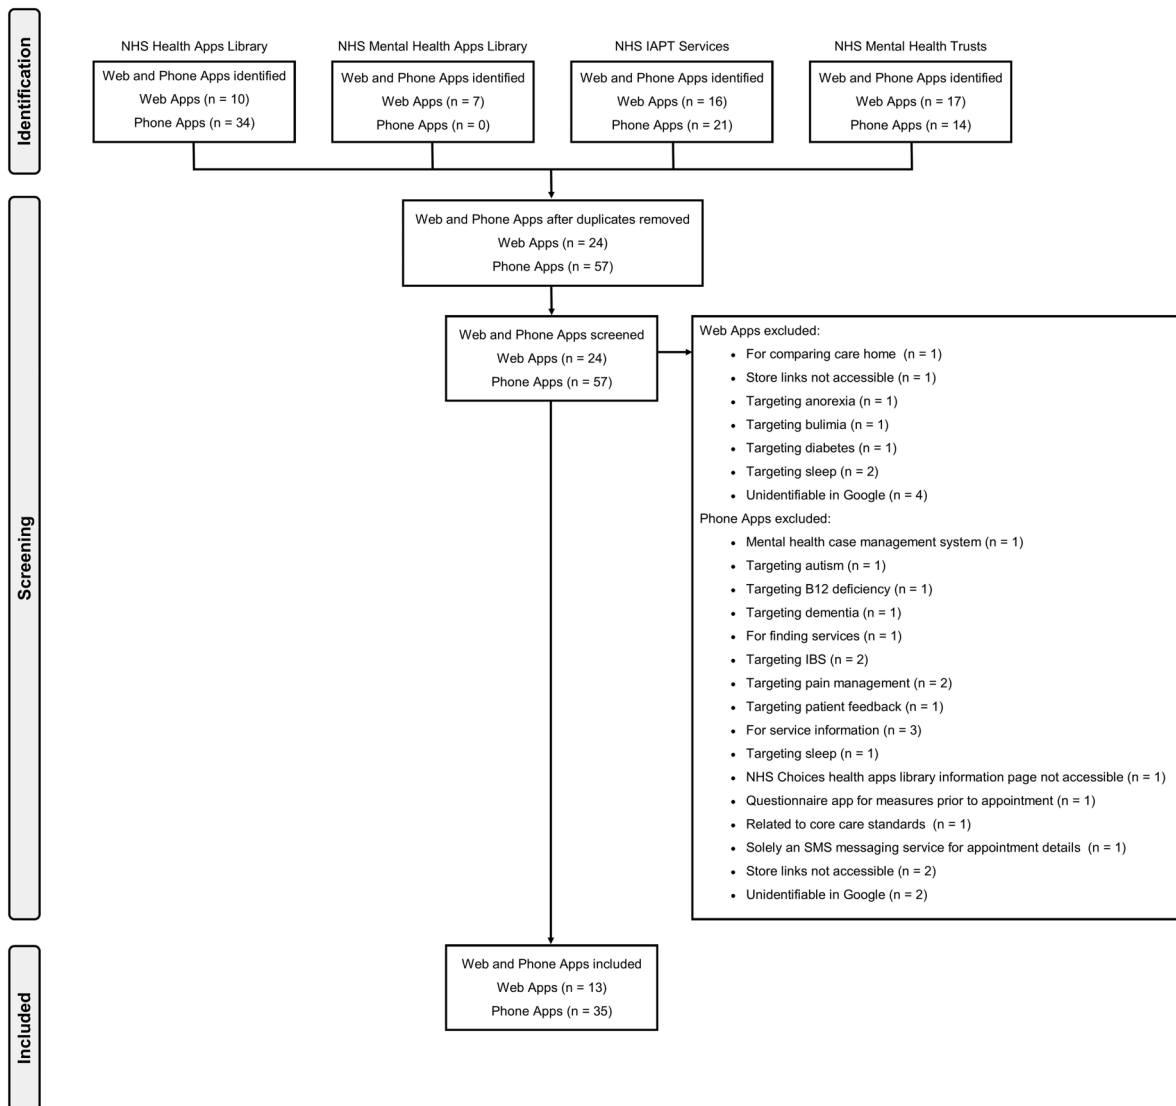 Identification
NHS Health Apps Library
Web and Phone Apps identified
Web Apps (n = 10)
Phone Apps (n = 34)
NHS Mental Health Apps Library
Web and Phone Apps identified
Web Apps (n = 7)
Phone Apps (n = 0)
NHS IAPT Services
Web and Phone Apps identified
Web Apps (n = 16)
Phone Apps (n = 21)
NHS Mental Health Trusts
Web and Phone Apps identified
Web Apps (n = 17)
Phone Apps (n = 14)
Screening
Web and Phone Apps after duplicates removed
Web Apps (n = 24)
Phone Apps (n = 57)
Web and Phone Apps screened
Web Apps (n = 24)
Phone Apps (n = 57)
Web Apps excluded:
• For comparing care home (n = 1)
• Store links not accessible (n = 1)
• Targeting anorexia (n = 1)
• Targeting bulimia (n = 1)
• Targeting diabetes (n = 1)
• Targeting sleep (n = 2)
• Unidentifiable in Google (n = 4)
Phone Apps excluded:
• Mental health case management system (n = 1)
• Targeting autism (n = 1)
• Targeting B12 deficiency (n = 1)
• Targeting dementia (n = 1)
• For finding services (n = 1)
• Targeting IBS (n = 2)
• Targeting pain management (n = 2)
• Targeting patient feedback (n = 1)
• For service information (n = 3)
• Targeting sleep (n = 1)
• NHS Choices health apps library information page not accessible (n = 1)
• Questionnaire app for measures prior to appointment (n = 1)
• Related to core care standards (n = 1)
• Solely an SMS messaging service for appointment details (n = 1)
• Store links not accessible (n = 2)
• Unidentifiable in Google (n = 2)
Included
Web and Phone Apps included
Web Apps (n = 13)
Phone Apps (n = 35)